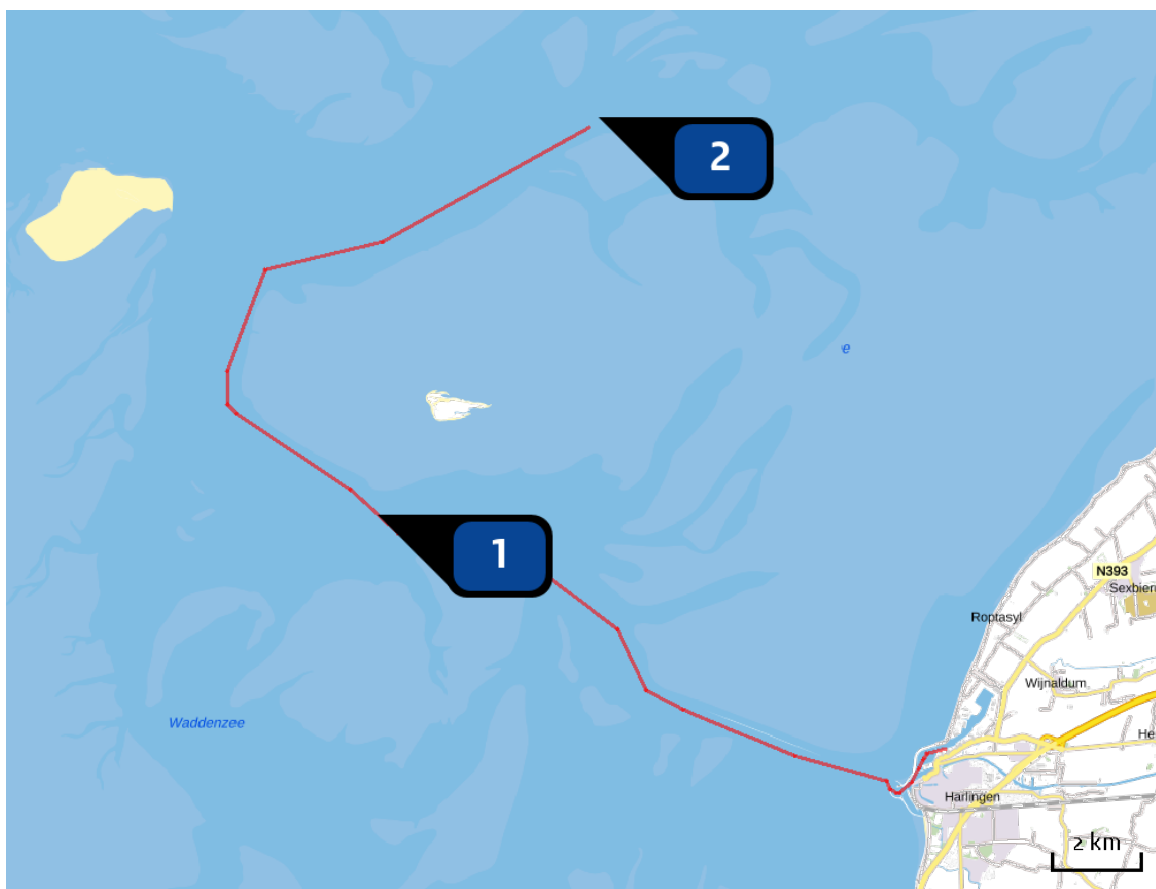 2
e
1
N393
Sexbier
Roptasyl
Wijnaldum
Waddenzee
He
Harlingen
2 km